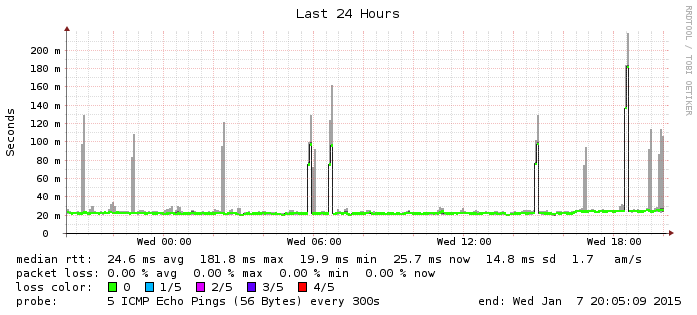 Last 24 Hours
RRDTOOL / TOBI OETIKER
Seconds
200 m
180 m
160 m
140 m
120 m
100 m
80 m
60 m
40 m
20 m
0
Wed 00:00 Wed 06:00 Wed 12:00 Wed 18:00
median rtt: 24.6 ms avg 181.8 ms max 19.9 ms min 25.7 ms now 14.8 ms sd 1.7 am/s
packet loss: 0.00 % avg 0.00 % max 0.00 % min 0.00 % now
loss color: 0 1/5 2/5 3/5 4/5
probe: 5 ICMP Echo Pings (56 Bytes) every 300s end: Wed Jan 7 20:05:09 2015